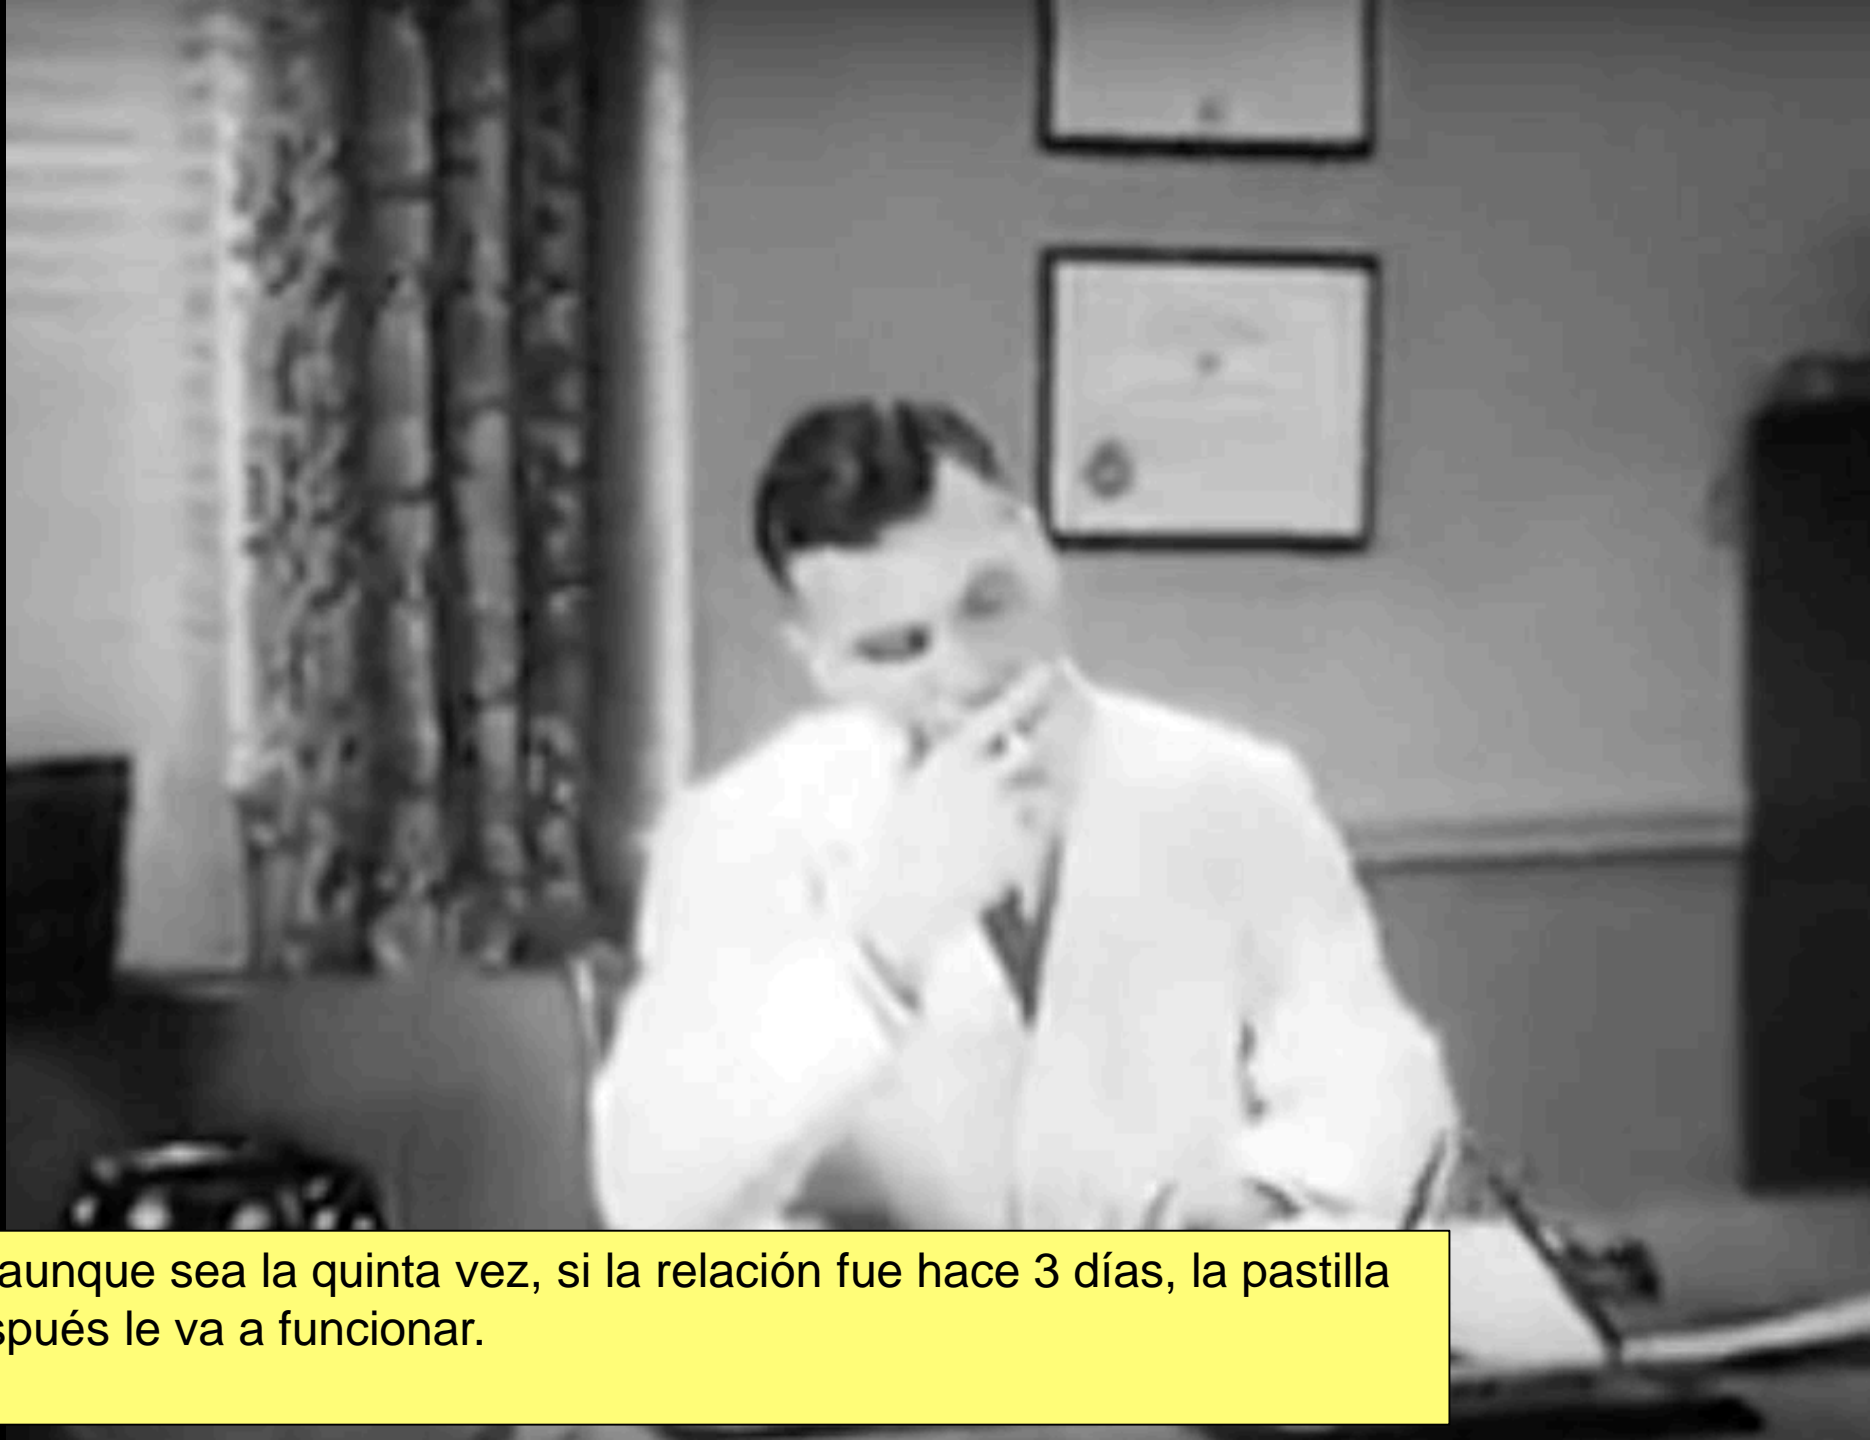 aunque sea la quinta vez, si la relación fue hace 3 días, la pastilla
spués le va a funcionar.